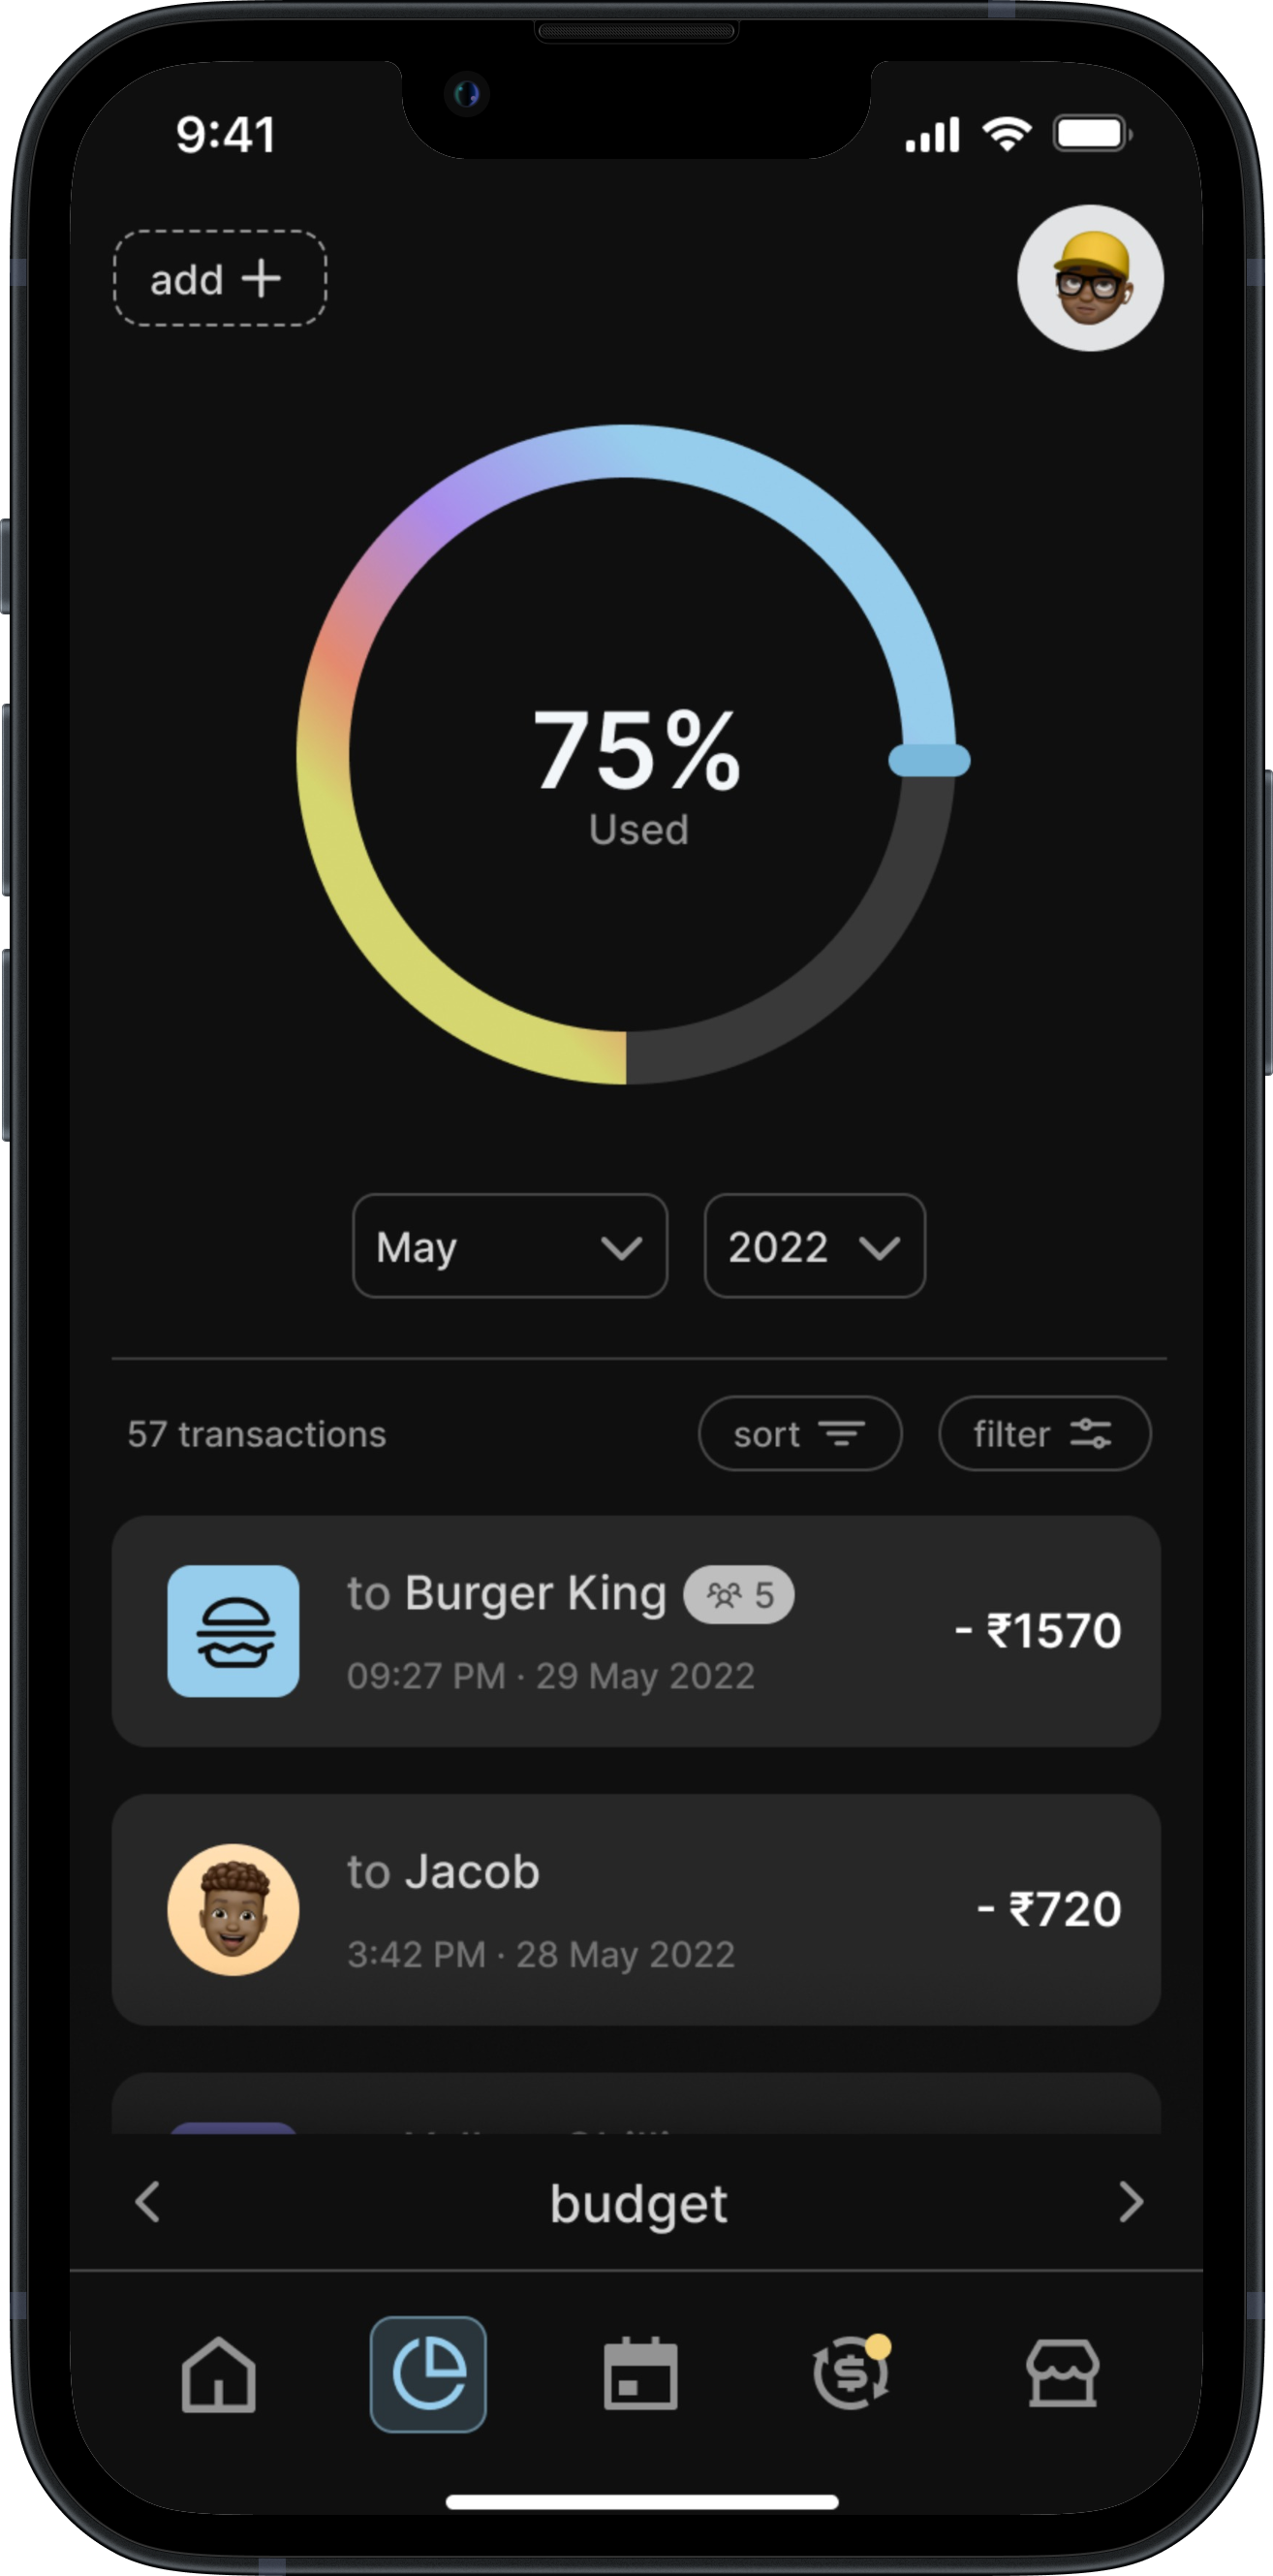 9:41
add +
75%
Used
May
2022
57 transactions
sort
filter
to Burger King 5
- ₹1570
09:27 PM · 29 May 2022
to Jacob
- ₹720
3:42 PM · 28 May 2022
budget